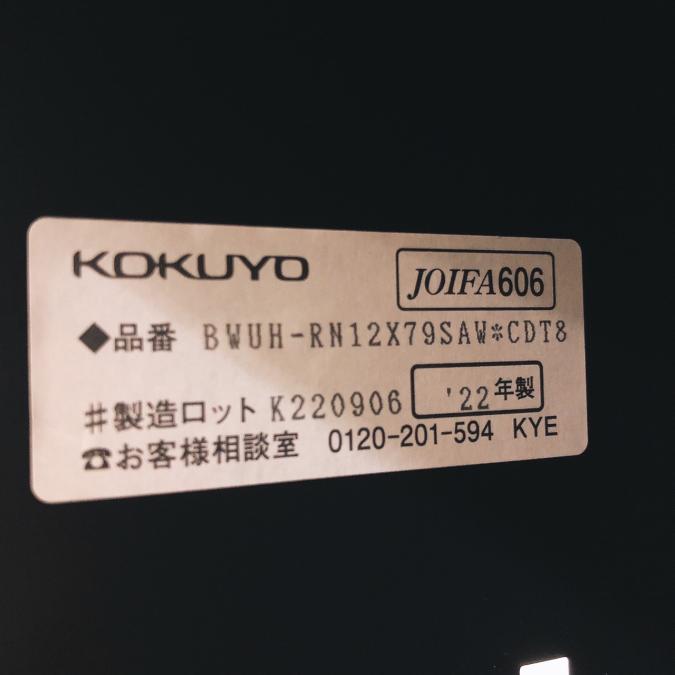 KOKUYO JOIFA606
◆品番 BWUH-RN12X79SAW*CDT8
#製造ロット K220906 '22年製
☎お客様相談室 0120-201-594 KYE